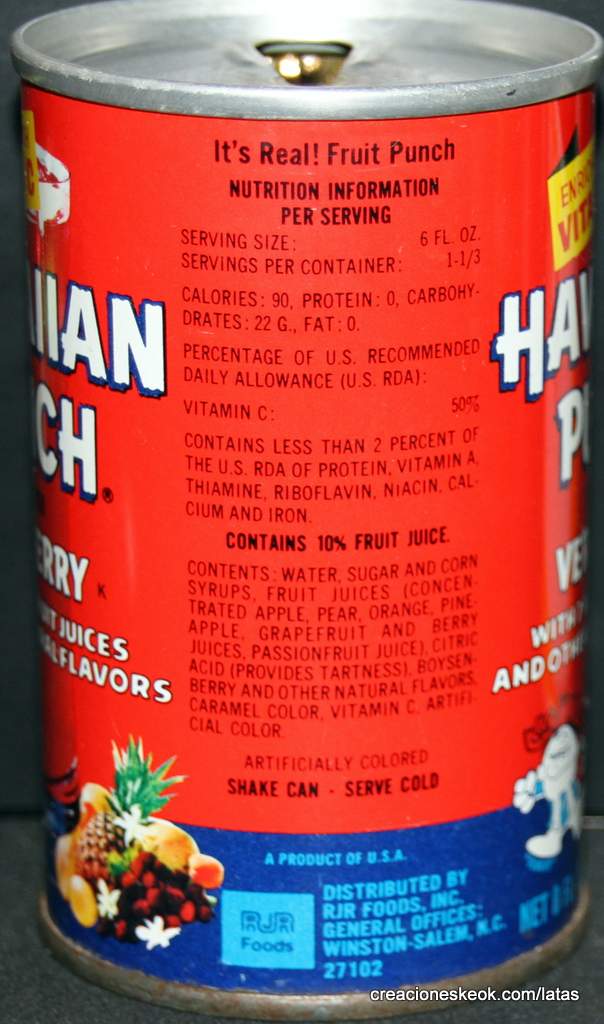 It's Real! Fruit Punch
NUTRITION INFORMATION
PER SERVING
SERVING SIZE: 6 FL. OZ.
SERVINGS PER CONTAINER: 1-1/3
CALORIES: 90, PROTEIN: 0, CARBOHY-
DRATES: 22 G., FAT: 0.
PERCENTAGE OF U.S. RECOMMENDED
DAILY ALLOWANCE (U.S. RDA):
VITAMIN C: 50%
CONTAINS LESS THAN 2 PERCENT OF
THE U.S. RDA OF PROTEIN, VITAMIN A,
THIAMINE, RIBOFLAVIN, NIACIN, CAL-
CIUM AND IRON.
CONTAINS 10% FRUIT JUICE.
CONTENTS: WATER, SUGAR AND CORN
SYRUPS, FRUIT JUICES (CONCEN-
TRATED APPLE, PEAR, ORANGE, PINE-
APPLE, GRAPEFRUIT AND BERRY
JUICES, PASSIONFRUIT JUICE), CITRIC
ACID (PROVIDES TARTNESS), BOYSEN-
BERRY AND OTHER NATURAL FLAVORS,
CARAMEL COLOR, VITAMIN C, ARTIFI-
CIAL COLOR.
ARTIFICIALLY COLORED
SHAKE CAN - SERVE COLD
A PRODUCT OF U.S.A.
RJR
Foods
DISTRIBUTED BY
RJR FOODS, INC.
GENERAL OFFICES:
WINSTON-SALEM, N.C.
27102
IIAN
CH®
ERRY K
IT JUICES
ALFLAVORS
ENRI
VIT
HAW
P
VE
WITH
AND OTH
NET 8
creacioneskeok.com/latas